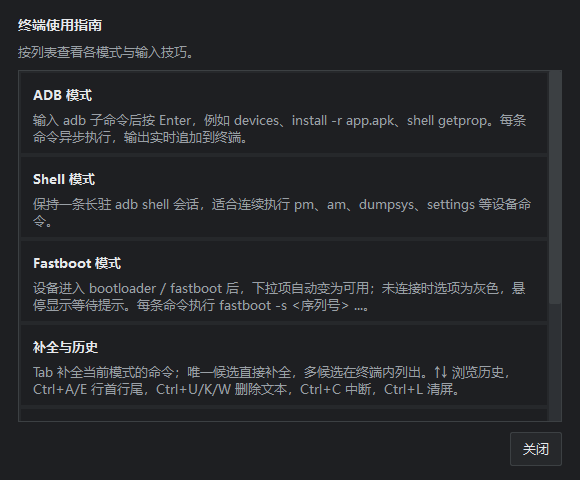 终端使用指南
按列表查看各模式与输入技巧。
ADB 模式
输入 adb 子命令后按 Enter，例如 devices、install -r app.apk、shell getprop。每条
命令异步执行，输出实时追加到终端。
Shell 模式
保持一条长驻 adb shell 会话，适合连续执行 pm、am、dumpsys、settings 等设备命
令。
Fastboot 模式
设备进入 bootloader / fastboot 后，下拉项自动变为可用；未连接时选项为灰色，悬
停显示等待提示。每条命令执行 fastboot -s <序列号> ...。
补全与历史
Tab 补全当前模式的命令；唯一候选直接补全，多候选在终端内列出。↑↓ 浏览历史，
Ctrl+A/E 行首行尾，Ctrl+U/K/W 删除文本，Ctrl+C 中断，Ctrl+L 清屏。
关闭